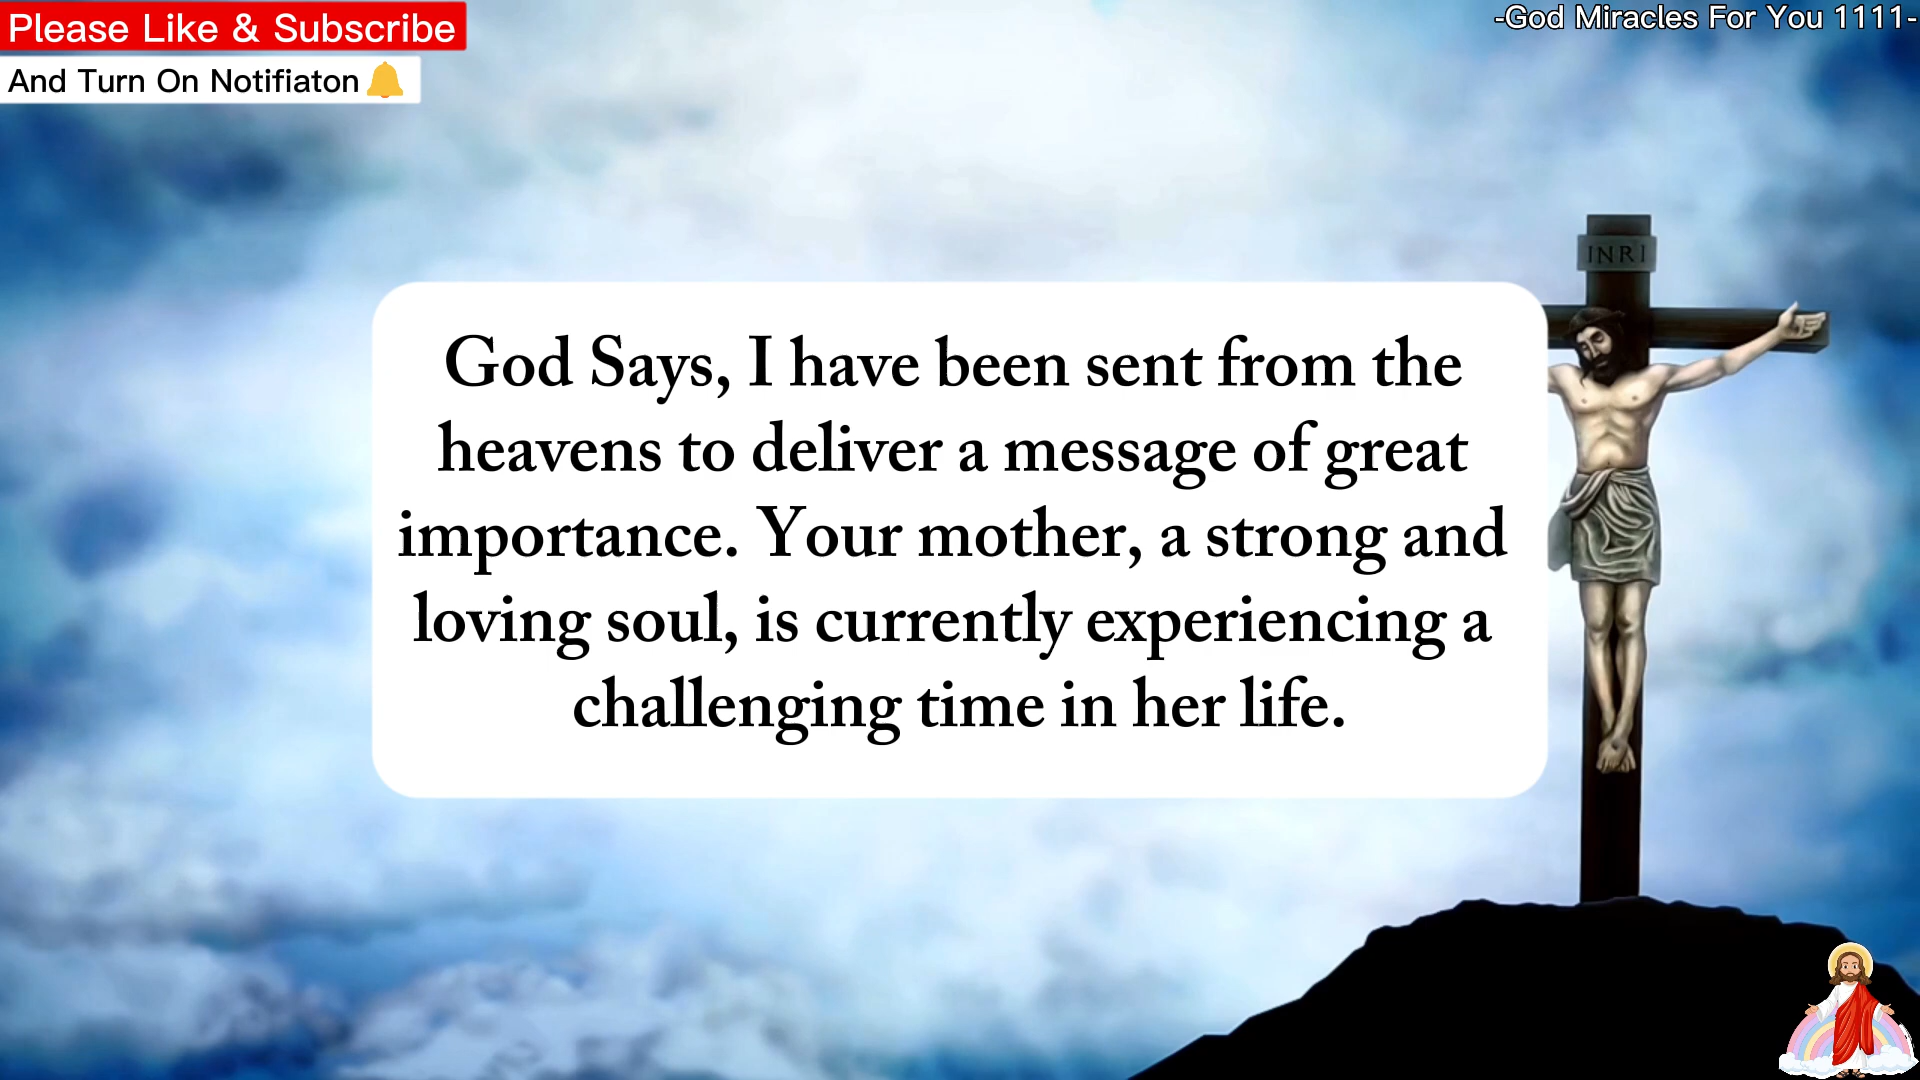 Please Like & Subscribe
-God Miracles For You 1111-
And Turn On Notifiaton
INRI
God Says, I have been sent from the
heavens to deliver a message of great
importance. Your mother, a strong and
loving soul, is currently experiencing a
challenging time in her life.